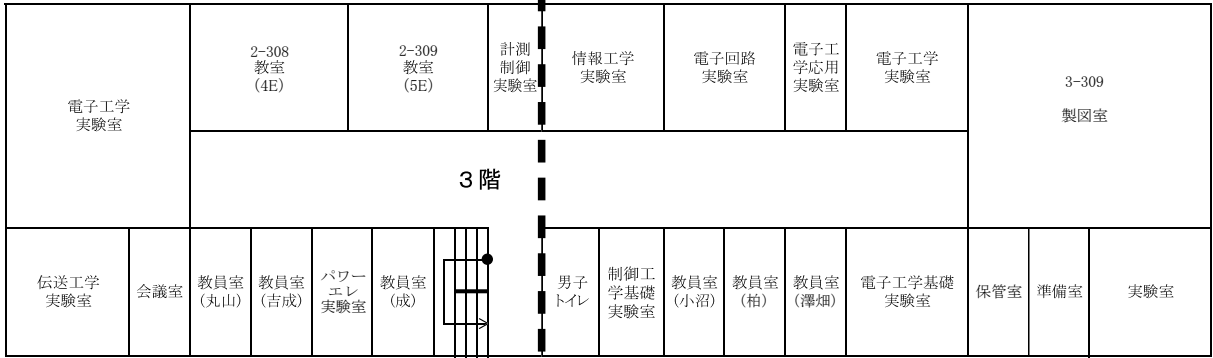 電子工学
実験室
2-308
教室
(4E)
2-309
教室
(5E)
計測
制御
実験室
情報工学
実験室
電子回路
実験室
電子工
学応用
実験室
電子工学
実験室
3-309
製図室
3階
伝送工学
実験室
会議室
教員室
(丸山)
教員室
(吉成)
パワー
エレ
実験室
教員室
(成)
男子
トイレ
制御工
学基礎
実験室
教員室
(小沼)
教員室
(柏)
教員室
(澤畑)
電子工学基礎
実験室
保管室
準備室
実験室